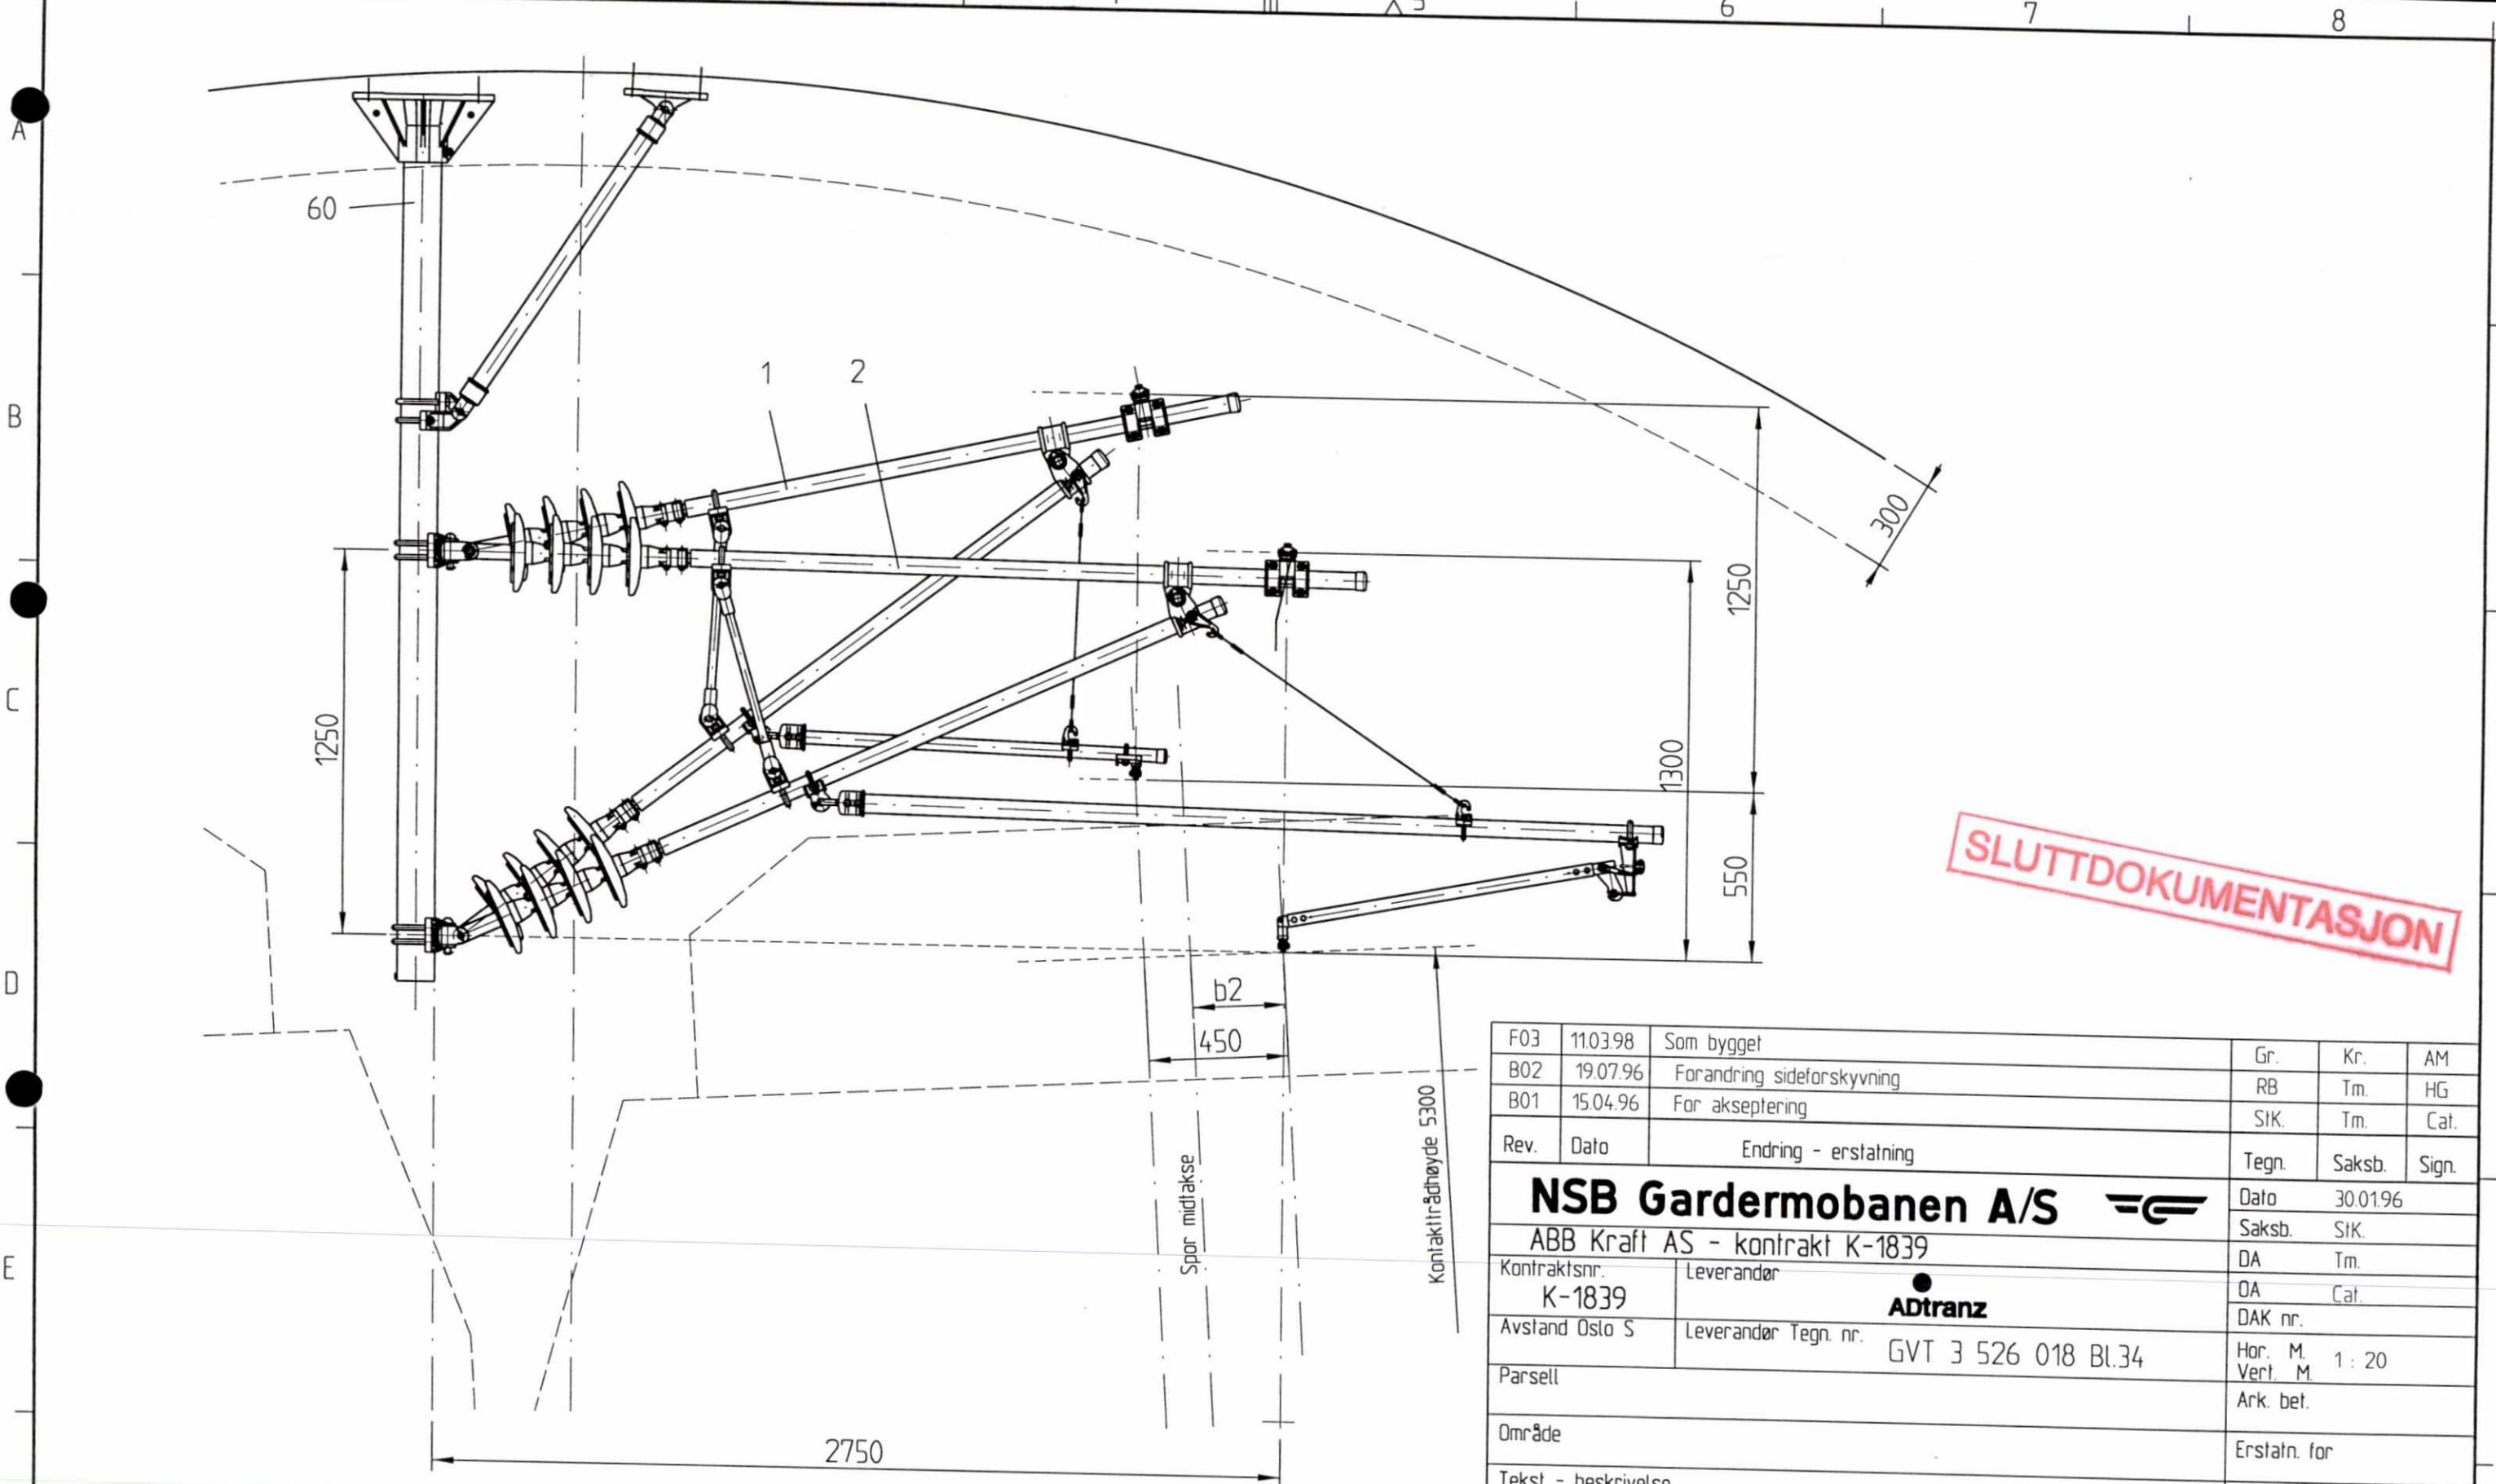 6 7 8
A
B
C
D
E
60
1 2
300
1250
1300
1250
550
b2
450
Spor midtakse
Kontakttrådhøyde 5300
2750
SLUTTDOKUMENTASJON
F03 11.03.98 Som bygget Gr. Kr. AM
B02 19.07.96 Forandring sideforskyvning RB Tm. HG
B01 15.04.96 For akseptering StK. Tm. Cat.
Rev. Dato Endring - erstatning Tegn. Saksb. Sign.
NSB Gardermobanen A/S
Dato 30.01.96
ABB Kraft AS - kontrakt K-1839
Saksb. StK.
Kontraktsnr. Leverandør
DA Tm.
K-1839 ADtranz
OA Cat.
Avstand Oslo S Leverandør Tegn. nr. GVT 3 526 018 Bl.34
DAK nr.
Hor. M. 1 : 20
Vert. M.
Parsell
Ark. bet.
Område
Erstatn. for
Tekst - beskrivelse